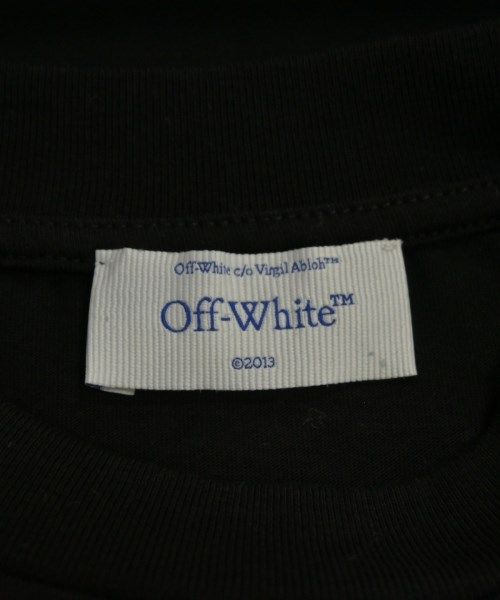 Off-White c/o Virgil Abloh™
Off-White™
©2013